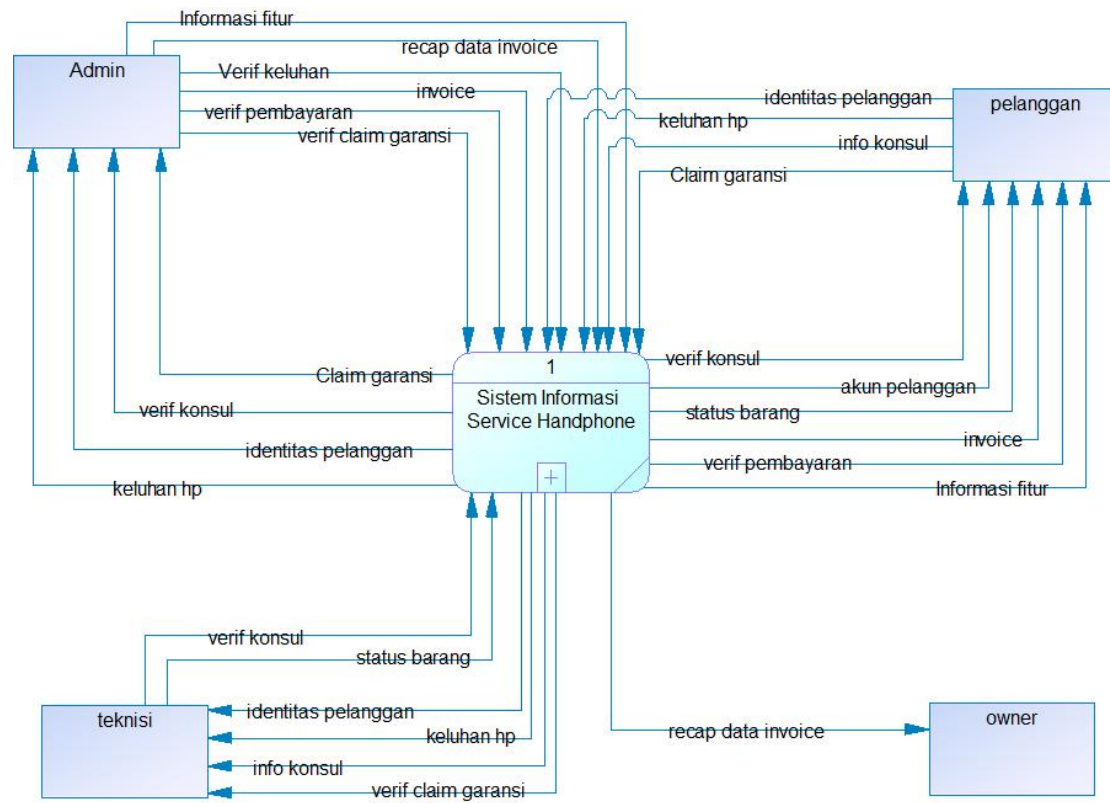 Informasi fitur
recap data invoice
Admin
Verif keluhan
invoice
verif pembayaran
verif claim garansi
identitas pelanggan
pelanggan
keluhan hp
info konsul
Claim garansi
1
Sistem Informasi
Service Handphone
Claim garansi
verif konsul
identitas pelanggan
keluhan hp
verif konsul
akun pelanggan
status barang
invoice
verif pembayaran
Informasi fitur
verif konsul
status barang
teknisi
identitas pelanggan
keluhan hp
info konsul
verif claim garansi
recap data invoice
owner